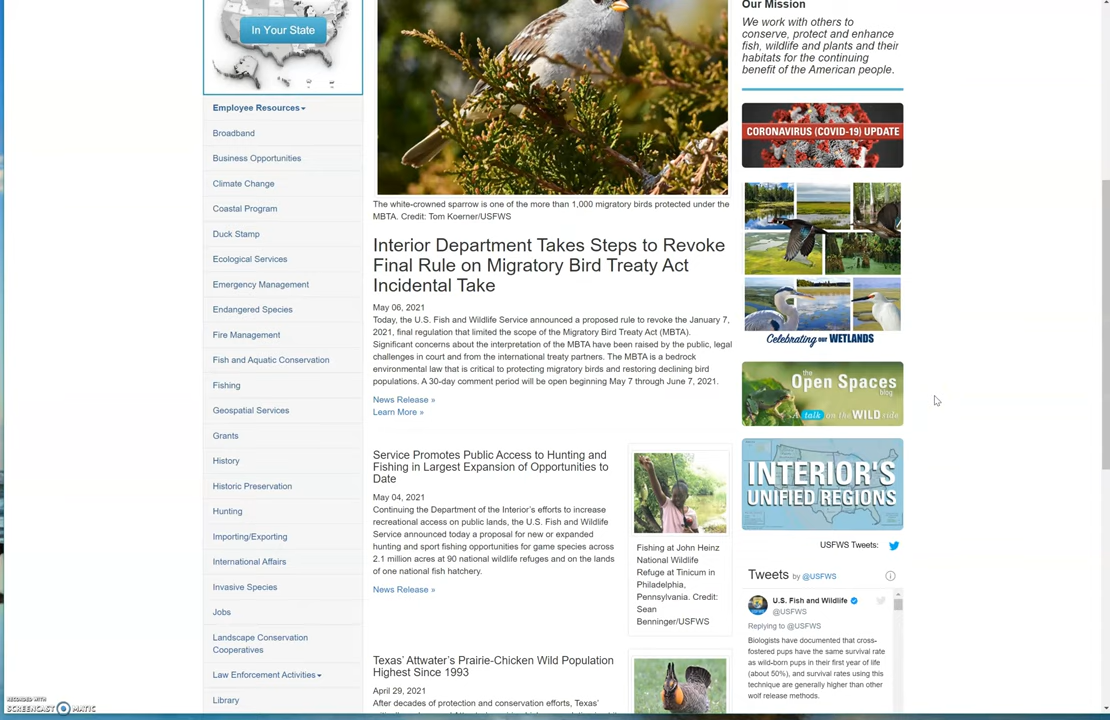 In Your State
Employee Resources
Broadband
Business Opportunities
Climate Change
Coastal Program
Duck Stamp
Ecological Services
Emergency Management
Endangered Species
Fire Management
Fish and Aquatic Conservation
Fishing
Geospatial Services
Grants
History
Historic Preservation
Hunting
Importing/Exporting
International Affairs
Invasive Species
Jobs
Landscape Conservation
Cooperatives
Law Enforcement Activities
Library
The white-crowned sparrow is one of the more than 1,000 migratory birds protected under the
MBTA. Credit: Tom Koerner/USFWS
Interior Department Takes Steps to Revoke
Final Rule on Migratory Bird Treaty Act
Incidental Take
May 06, 2021
Today, the U.S. Fish and Wildlife Service announced a proposed rule to revoke the January 7,
2021, final regulation that limited the scope of the Migratory Bird Treaty Act (MBTA).
Significant concerns about the interpretation of the MBTA have been raised by the public, legal
challenges in court and from the international treaty partners. The MBTA is a bedrock
environmental law that is critical to protecting migratory birds and restoring declining bird
populations. A 30-day comment period will be open beginning May 7 through June 7, 2021.
News Release »
Learn More »
Service Promotes Public Access to Hunting and
Fishing in Largest Expansion of Opportunities to
Date
May 04, 2021
Continuing the Department of the Interior's efforts to increase
recreational access on public lands, the U.S. Fish and Wildlife
Service announced today a proposal for new or expanded
hunting and sport fishing opportunities for game species across
2.1 million acres at 90 national wildlife refuges and on the lands
of one national fish hatchery.
News Release »
Fishing at John Heinz
National Wildlife
Refuge at Tinicum in
Philadelphia,
Pennsylvania. Credit:
Sean
Benninger/USFWS
Texas' Attwater's Prairie-Chicken Wild Population
Highest Since 1993
April 29, 2021
After decades of protection and conservation efforts, Texas'
Our Mission
We work with others to
conserve, protect and enhance
fish, wildlife and plants and their
habitats for the continuing
benefit of the American people.
CORONAVIRUS (COVID-19) UPDATE
Celebrating our WETLANDS
the
Open Spaces
blog
A talk on the WILD side
INTERIOR'S
UNIFIED REGIONS
USFWS Tweets:
Tweets by @USFWS
U.S. Fish and Wildlife
@USFWS
Replying to @USFWS
Biologists have documented that cross-
fostered pups have the same survival rate
as wild-born pups in their first year of life
(about 50%), and survival rates using this
technique are generally higher than other
wolf release methods.
RECORDED WITH
SCREENCAST MATIC